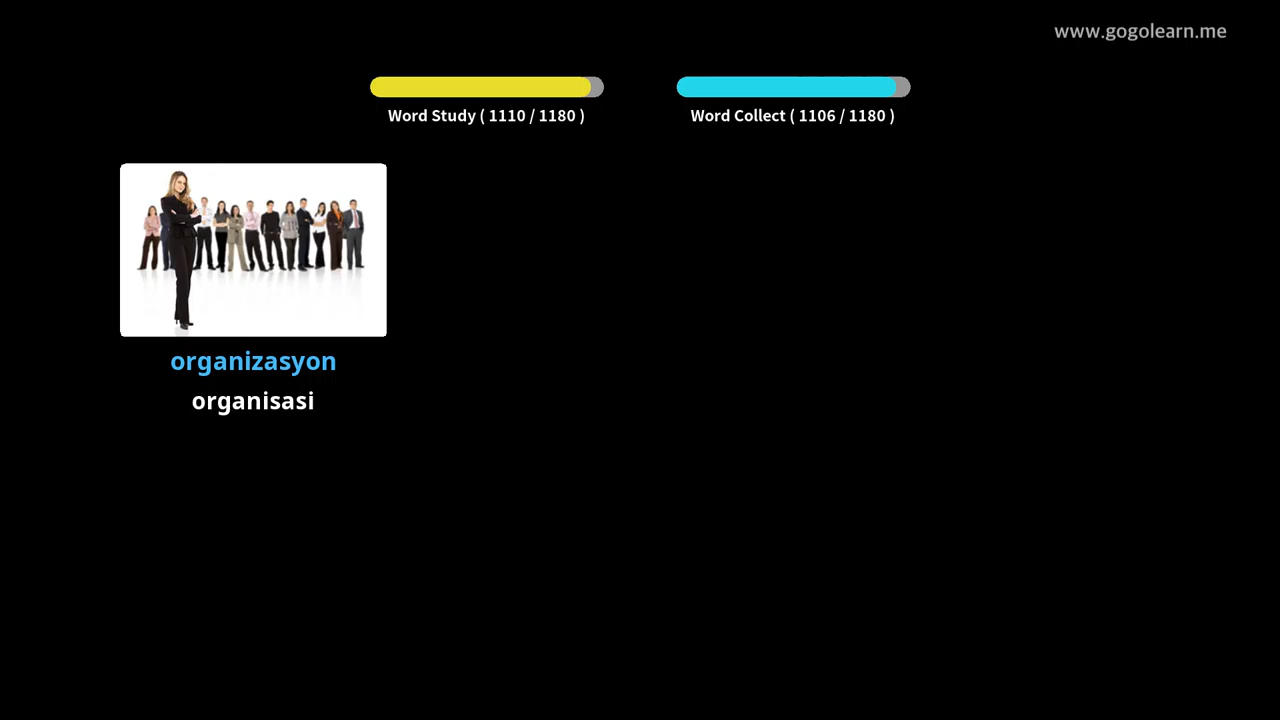 www.gogolearn.me
Word Study ( 1110 / 1180 )
Word Collect ( 1106 / 1180 )
organizasyon
organisasi